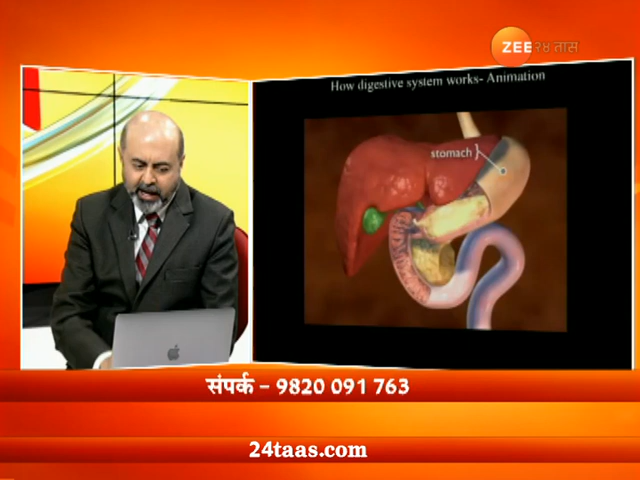 ZEE २४ तास
How digestive system works- Animation
stomach
संपर्क – 9820 091 763
24taas.com